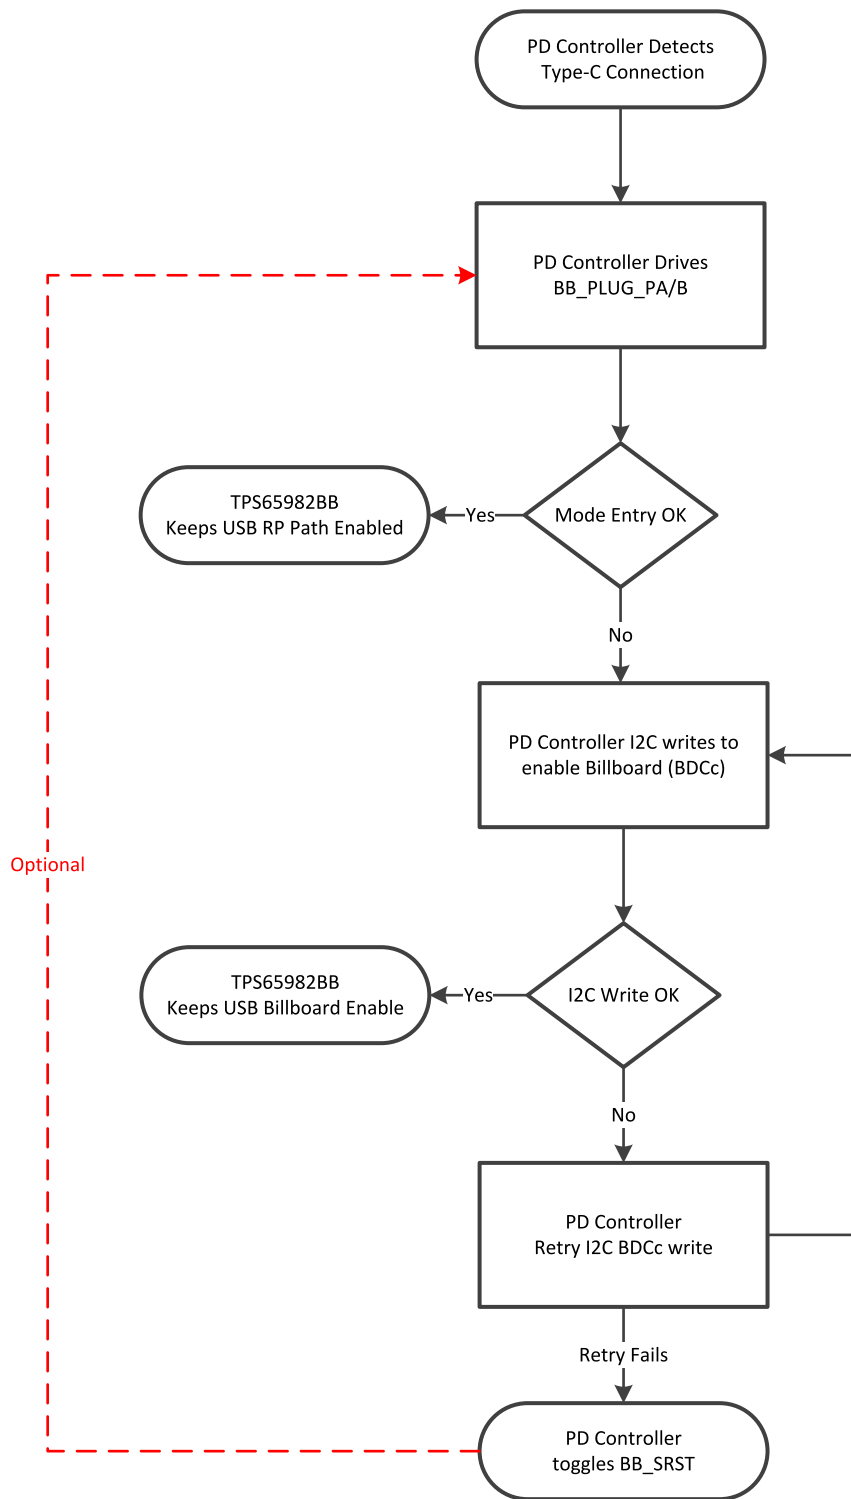 PD Controller Detects
Type-C Connection
PD Controller Drives
BB_PLUG_PA/B
TPS65982BB
Keeps USB RP Path Enabled
Yes
Mode Entry OK
No
PD Controller I2C writes to
enable Billboard (BDCc)
Optional
TPS65982BB
Keeps USB Billboard Enable
Yes
I2C Write OK
No
PD Controller
Retry I2C BDCc write
Retry Fails
PD Controller
toggles BB_SRST